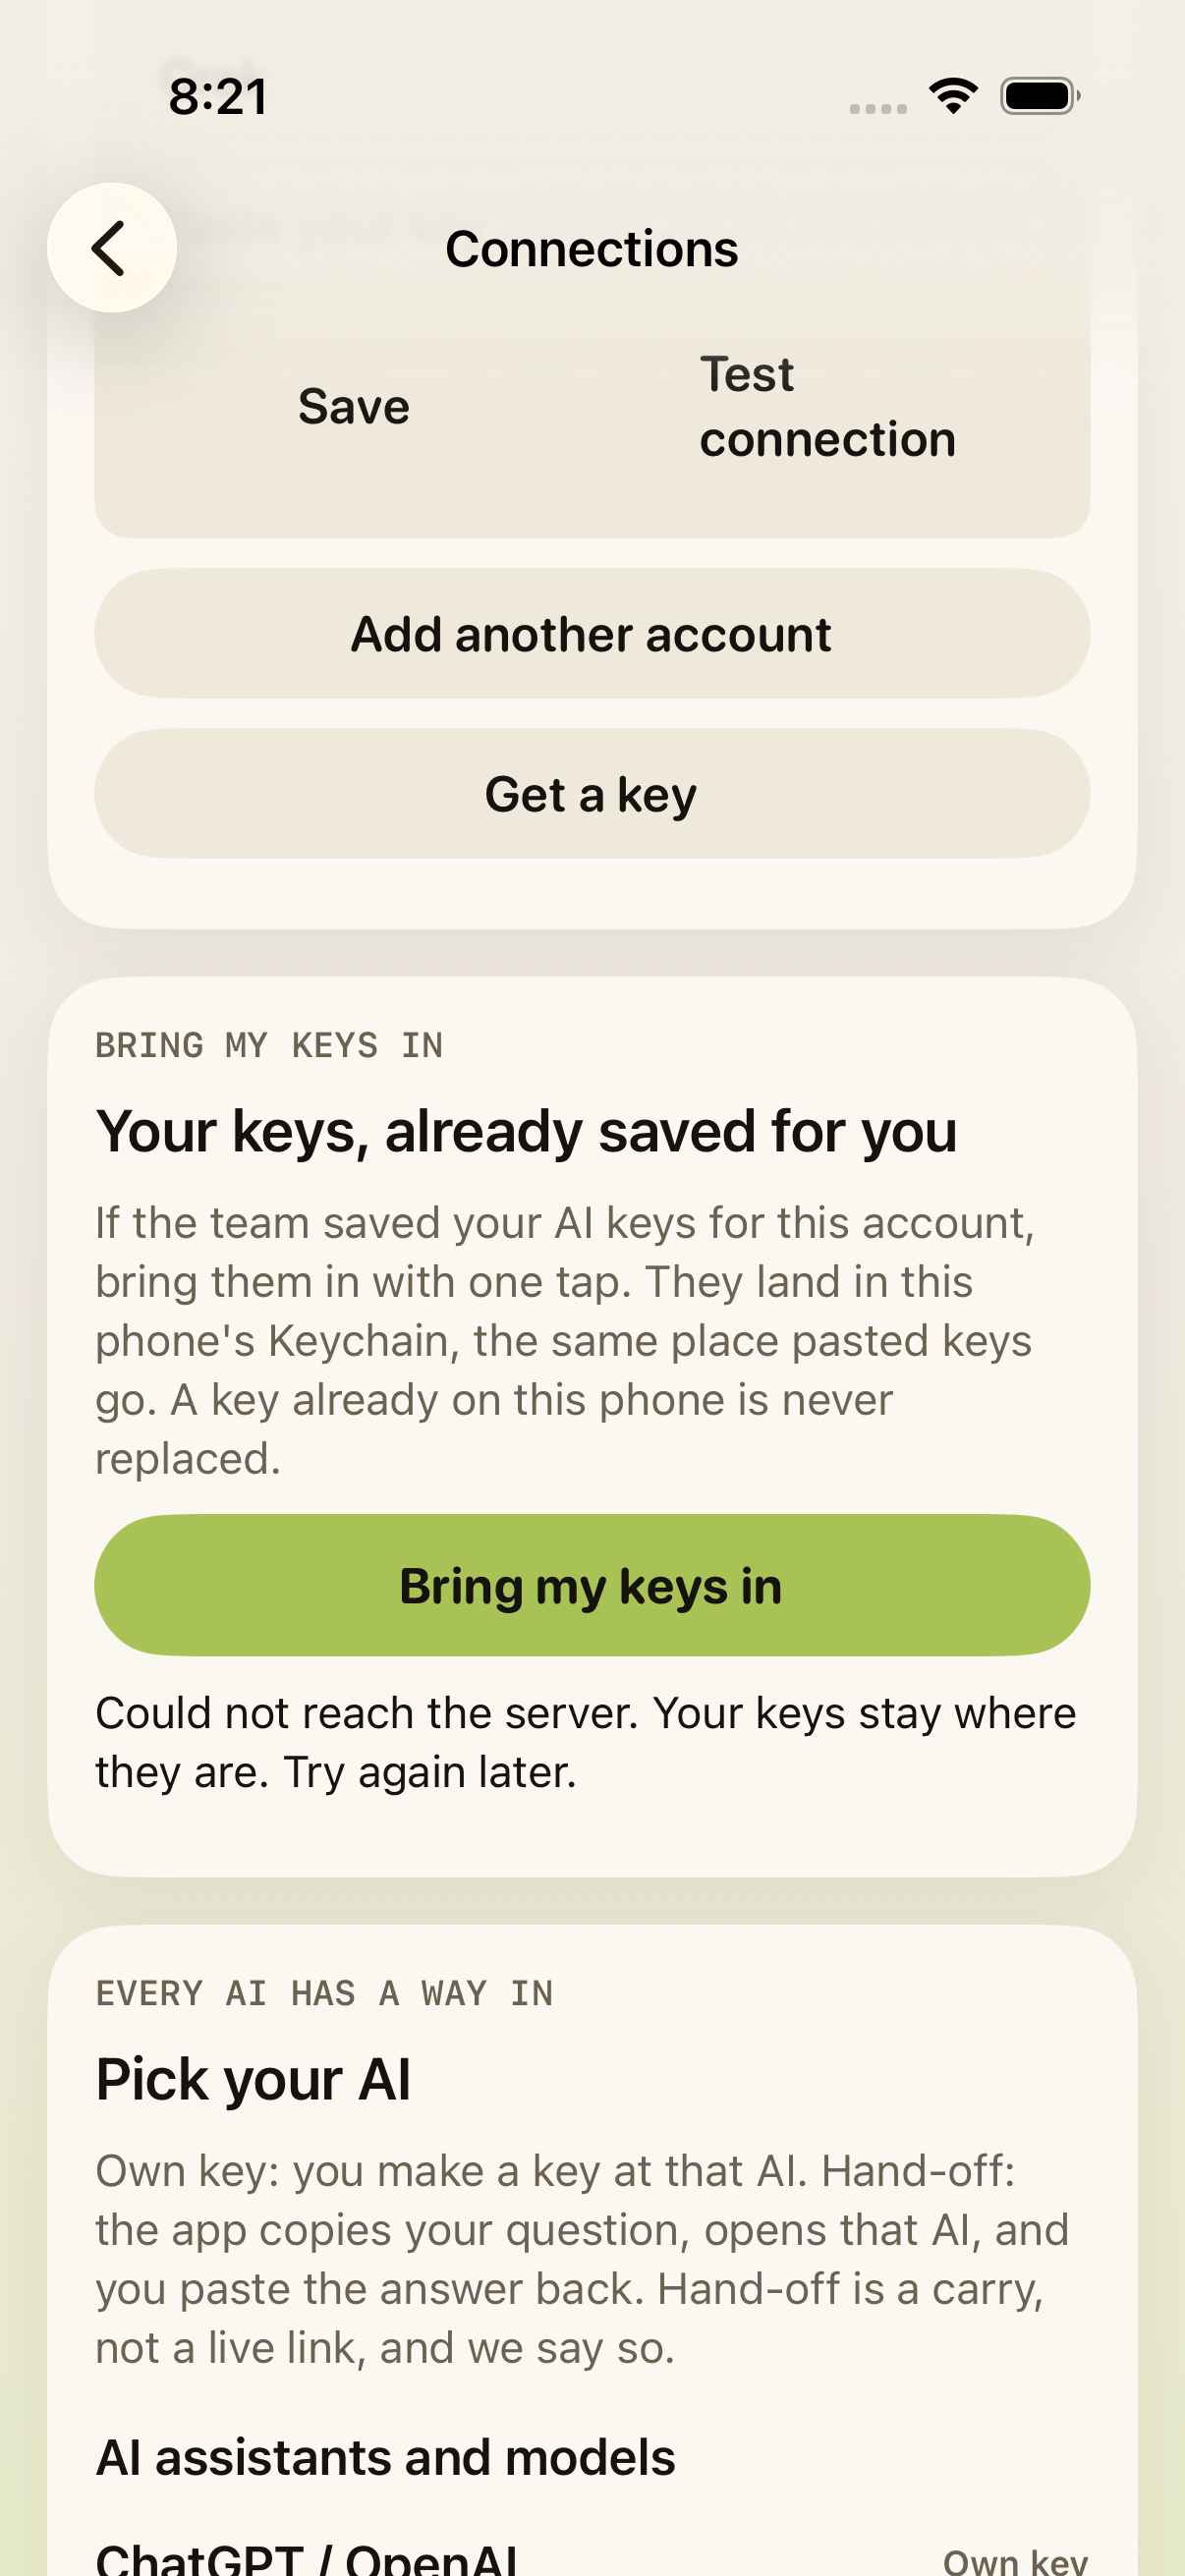 8:21
Connections
Save
Test
connection
Add another account
Get a key
BRING MY KEYS IN
Your keys, already saved for you
If the team saved your AI keys for this account,
bring them in with one tap. They land in this
phone's Keychain, the same place pasted keys
go. A key already on this phone is never
replaced.
Bring my keys in
Could not reach the server. Your keys stay where
they are. Try again later.
EVERY AI HAS A WAY IN
Pick your AI
Own key: you make a key at that AI. Hand-off:
the app copies your question, opens that AI, and
you paste the answer back. Hand-off is a carry,
not a live link, and we say so.
AI assistants and models
ChatGPT / OpenAI
Own key